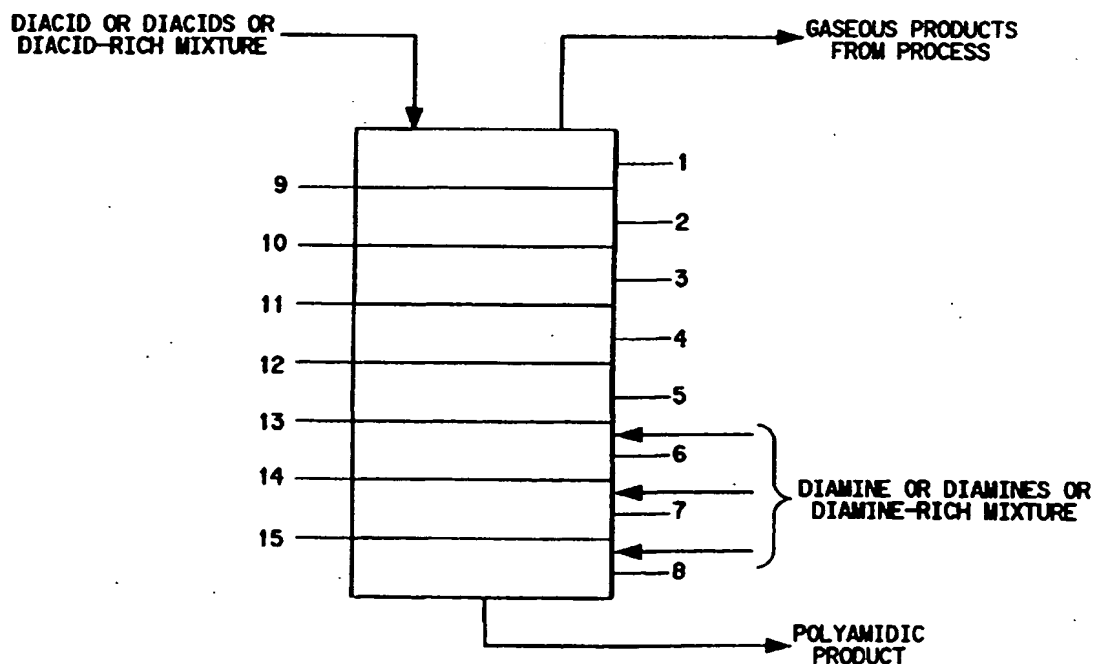 DIACID OR DIACIDS OR
DIACID-RICH MIXTURE
GASEOUS PRODUCTS
FROM PROCESS
1
9
2
10
3
11
4
12
5
13
6
14
7
DIAMINE OR DIAMINES OR
DIAMINE-RICH MIXTURE
15
8
POLYAMIDIC
PRODUCT